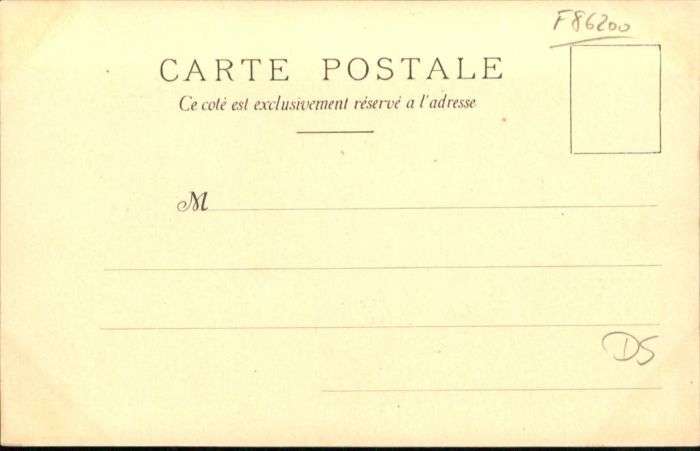 F86200
CARTE POSTALE
Ce coté est exclusivement réservé a l'adresse
M
DS